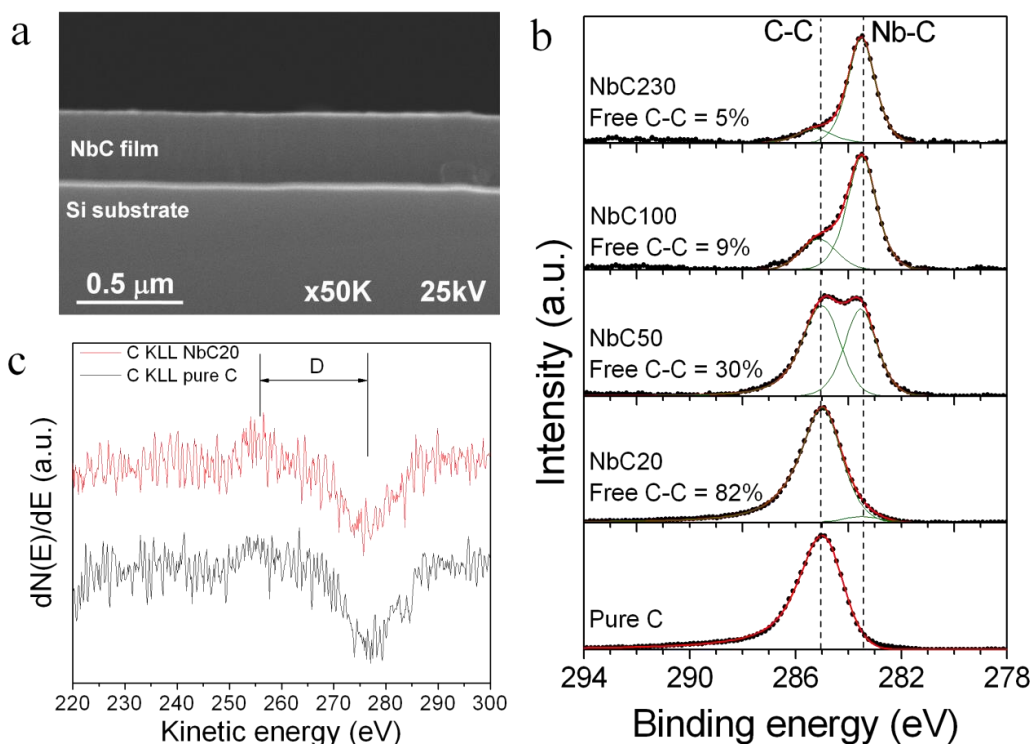 a
NbC film
Si substrate
0.5 μm
x50K
25kV
c
C KLL NbC20
C KLL pure C
D
dN(E)/dE (a.u.)
220 230 240 250 260 270 280 290 300
Kinetic energy (eV)
b
C-C
Nb-C
NbC230
Free C-C = 5%
NbC100
Free C-C = 9%
NbC50
Free C-C = 30%
NbC20
Free C-C = 82%
Pure C
Intensity (a.u.)
294 290 286 282 278
Binding energy (eV)